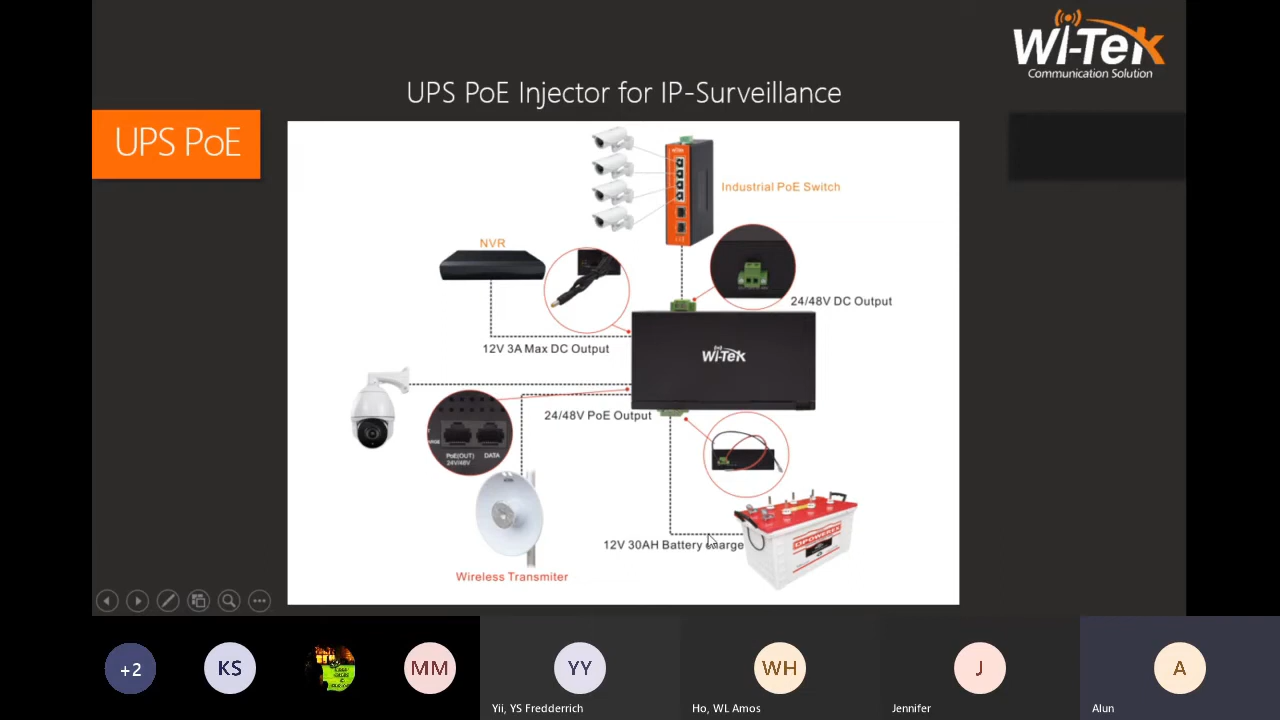 Wi-Tek
Communication Solution
UPS PoE Injector for IP-Surveillance
UPS PoE
Industrial PoE Switch
NVR
24/48V DC Output
12V 3A Max DC Output
Wi-Tek
24/48V PoE Output
PoE(OUT) DATA
24V/48V
12V 30AH Battery charge
Wireless Transmiter
+2
KS
MM
YY
WH
J
A
Yii, YS Fredderrich
Ho, WL Amos
Jennifer
Alun